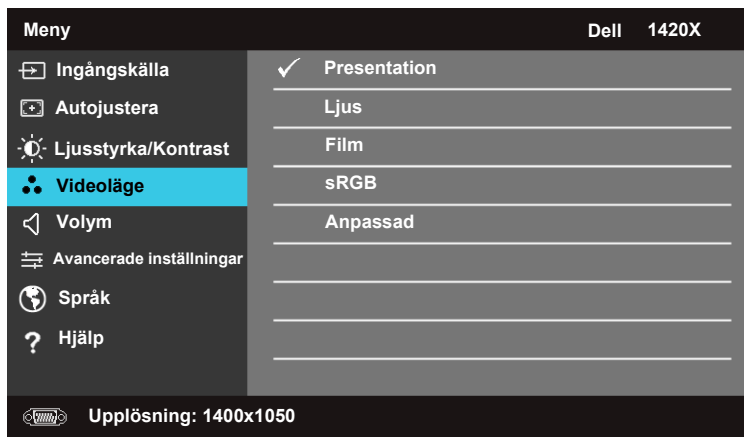 Meny Dell 1420X
Ingångskälla
Autojustera
Ljusstyrka/Kontrast
Videoläge
Volym
Avancerade inställningar
Språk
Hjälp
Presentation
Ljus
Film
sRGB
Anpassad
Upplösning: 1400x1050